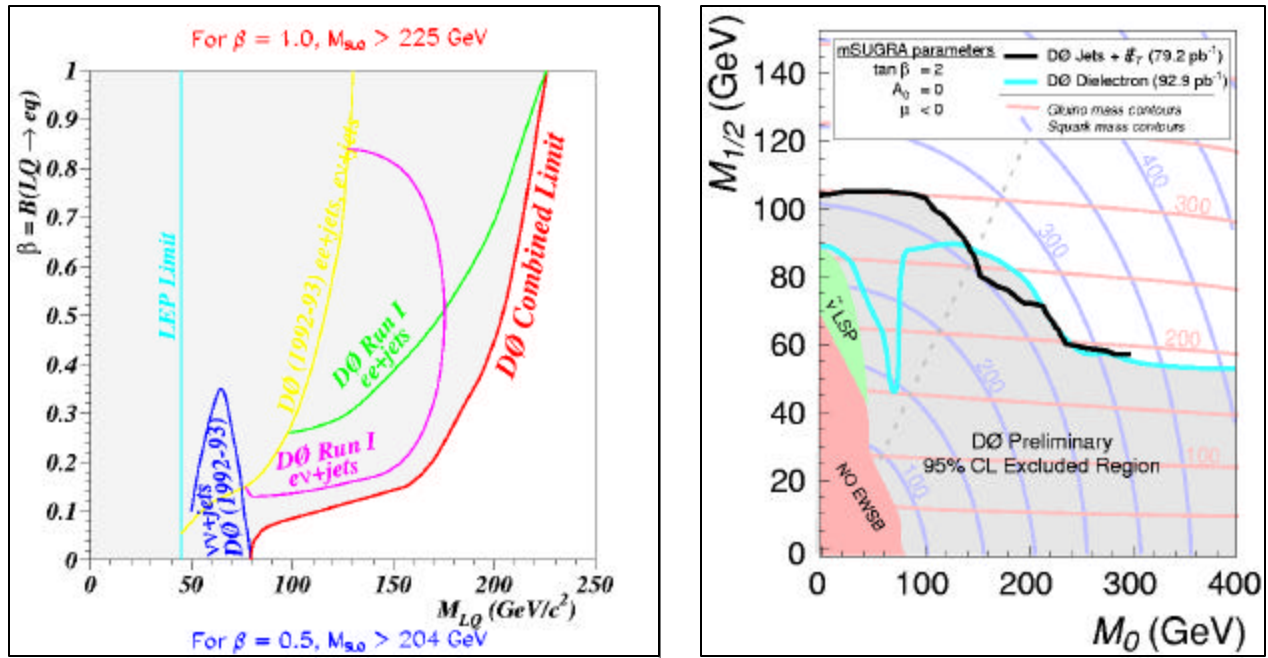 For β = 1.0, M_SLQ > 225 GeV
β = B(LQ → eq)
1
0.9
0.8
0.7
0.6
0.5
0.4
0.3
0.2
0.1
0
LEP Limit
DØ (1992-93) ee+jets, eν+jets
DØ Run I
ee+jets
DØ Combined Limit
DØ Run I
eν+jets
νν+jets
DØ (1992-93)
0 50 100 150 200 250
M_LQ (GeV/c²)
For β = 0.5, M_SLQ > 204 GeV
M_1/2 (GeV)
140
120
100
80
60
40
20
0
mSUGRA parameters
tan β = 2
A_0 = 0
μ < 0
DØ Jets + E̸_T (79.2 pb⁻¹)
DØ Dielectron (92.9 pb⁻¹)
Gluino mass contours
Squark mass contours
400
300
300
200
200
100
100
ν̃ LSP
NO EWSB
DØ Preliminary
95% CL Excluded Region
0 100 200 300 400
M_0 (GeV)